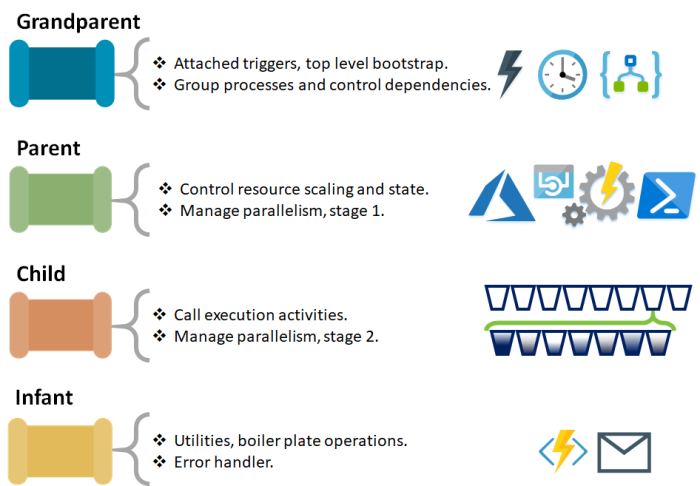 Grandparent
❖ Attached triggers, top level bootstrap.
❖ Group processes and control dependencies.
Parent
❖ Control resource scaling and state.
❖ Manage parallelism, stage 1.
Child
❖ Call execution activities.
❖ Manage parallelism, stage 2.
Infant
❖ Utilities, boiler plate operations.
❖ Error handler.